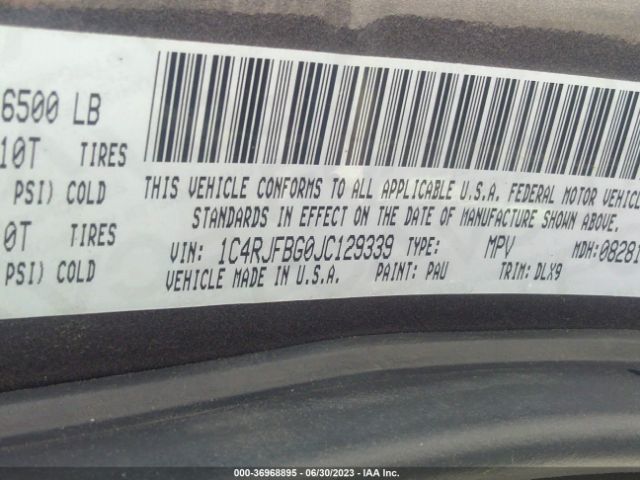 6500 LB
10T TIRES
PSI) COLD
0T TIRES
PSI) COLD
THIS VEHICLE CONFORMS TO ALL APPLICABLE U.S.A. FEDERAL MOTOR VEHICLE
STANDARDS IN EFFECT ON THE DATE OF MANUFACTURE SHOWN ABOVE.
VIN: 1C4RJFBG0JC129339 TYPE: MPV MDH:08281
VEHICLE MADE IN U.S.A. PAINT: PAU TRIM: DLX9
000-36968895 - 06/30/2023 - IAA Inc.